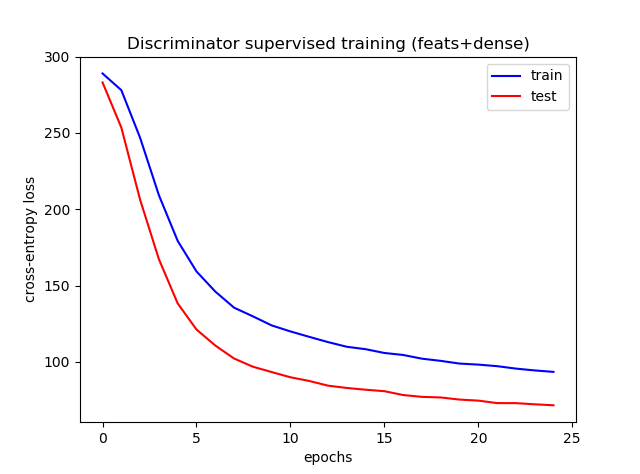 Discriminator supervised training (feats+dense)
train
test
cross-entropy loss
300
250
200
150
100
0 5 10 15 20 25
epochs